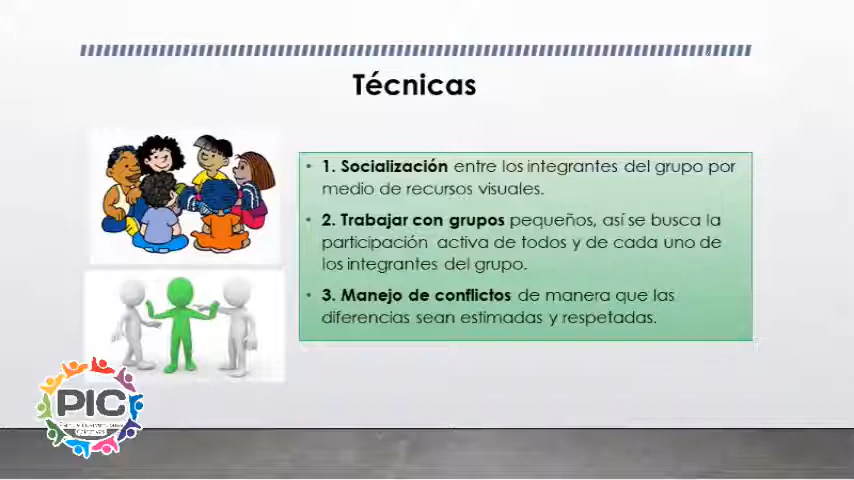 Técnicas
• 1. Socialización entre los integrantes del grupo por
medio de recursos visuales.
• 2. Trabajar con grupos pequeños, así se busca la
participación activa de todos y de cada uno de
los integrantes del grupo.
• 3. Manejo de conflictos de manera que las
diferencias sean estimadas y respetadas.
PIC